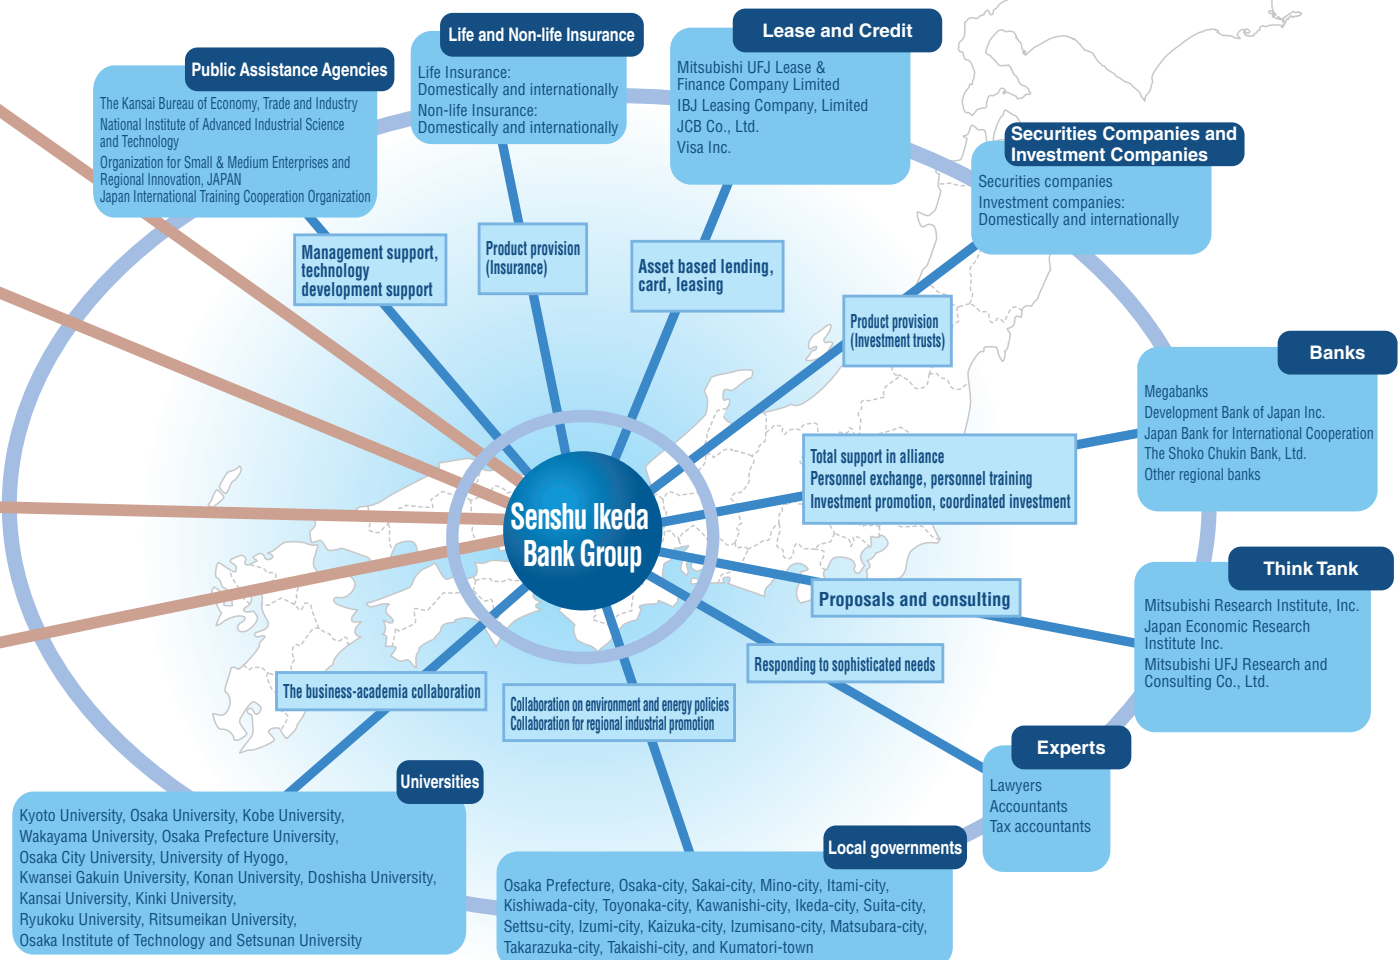 Public Assistance Agencies
The Kansai Bureau of Economy, Trade and Industry
National Institute of Advanced Industrial Science
and Technology
Organization for Small & Medium Enterprises and
Regional Innovation, JAPAN
Japan International Training Cooperation Organization
Life and Non-life Insurance
Life Insurance:
Domestically and internationally
Non-life Insurance:
Domestically and internationally
Lease and Credit
Mitsubishi UFJ Lease &
Finance Company Limited
IBJ Leasing Company, Limited
JCB Co., Ltd.
Visa Inc.
Securities Companies and
Investment Companies
Securities companies
Investment companies:
Domestically and internationally
Management support,
technology
development support
Product provision
(Insurance)
Asset based lending,
card, leasing
Product provision
(Investment trusts)
Banks
Megabanks
Development Bank of Japan Inc.
Japan Bank for International Cooperation
The Shoko Chukin Bank, Ltd.
Other regional banks
Total support in alliance
Personnel exchange, personnel training
Investment promotion, coordinated investment
Senshu Ikeda
Bank Group
Think Tank
Mitsubishi Research Institute, Inc.
Japan Economic Research
Institute Inc.
Mitsubishi UFJ Research and
Consulting Co., Ltd.
Proposals and consulting
Responding to sophisticated needs
The business-academia collaboration
Collaboration on environment and energy policies
Collaboration for regional industrial promotion
Experts
Lawyers
Accountants
Tax accountants
Universities
Kyoto University, Osaka University, Kobe University,
Wakayama University, Osaka Prefecture University,
Osaka City University, University of Hyogo,
Kwansei Gakuin University, Konan University, Doshisha University,
Kansai University, Kinki University,
Ryukoku University, Ritsumeikan University,
Osaka Institute of Technology and Setsunan University
Local governments
Osaka Prefecture, Osaka-city, Sakai-city, Mino-city, Itami-city,
Kishiwada-city, Toyonaka-city, Kawanishi-city, Ikeda-city, Suita-city,
Settsu-city, Izumi-city, Kaizuka-city, Izumisano-city, Matsubara-city,
Takarazuka-city, Takaishi-city, and Kumatori-town